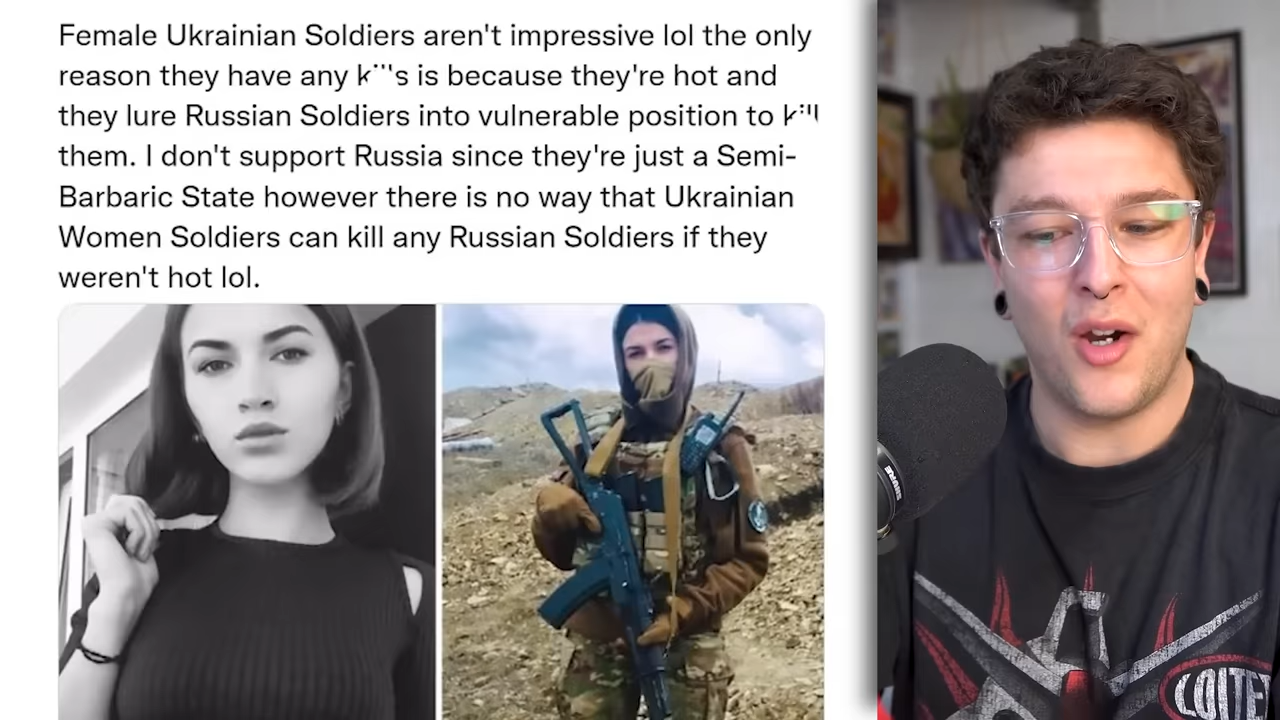 Female Ukrainian Soldiers aren't impressive lol the only
reason they have any is because they're hot and
they lure Russian Soldiers into vulnerable position to kill
them. I don't support Russia since they're just a Semi-
Barbaric State however there is no way that Ukrainian
Women Soldiers can kill any Russian Soldiers if they
weren't hot lol.
SHURE